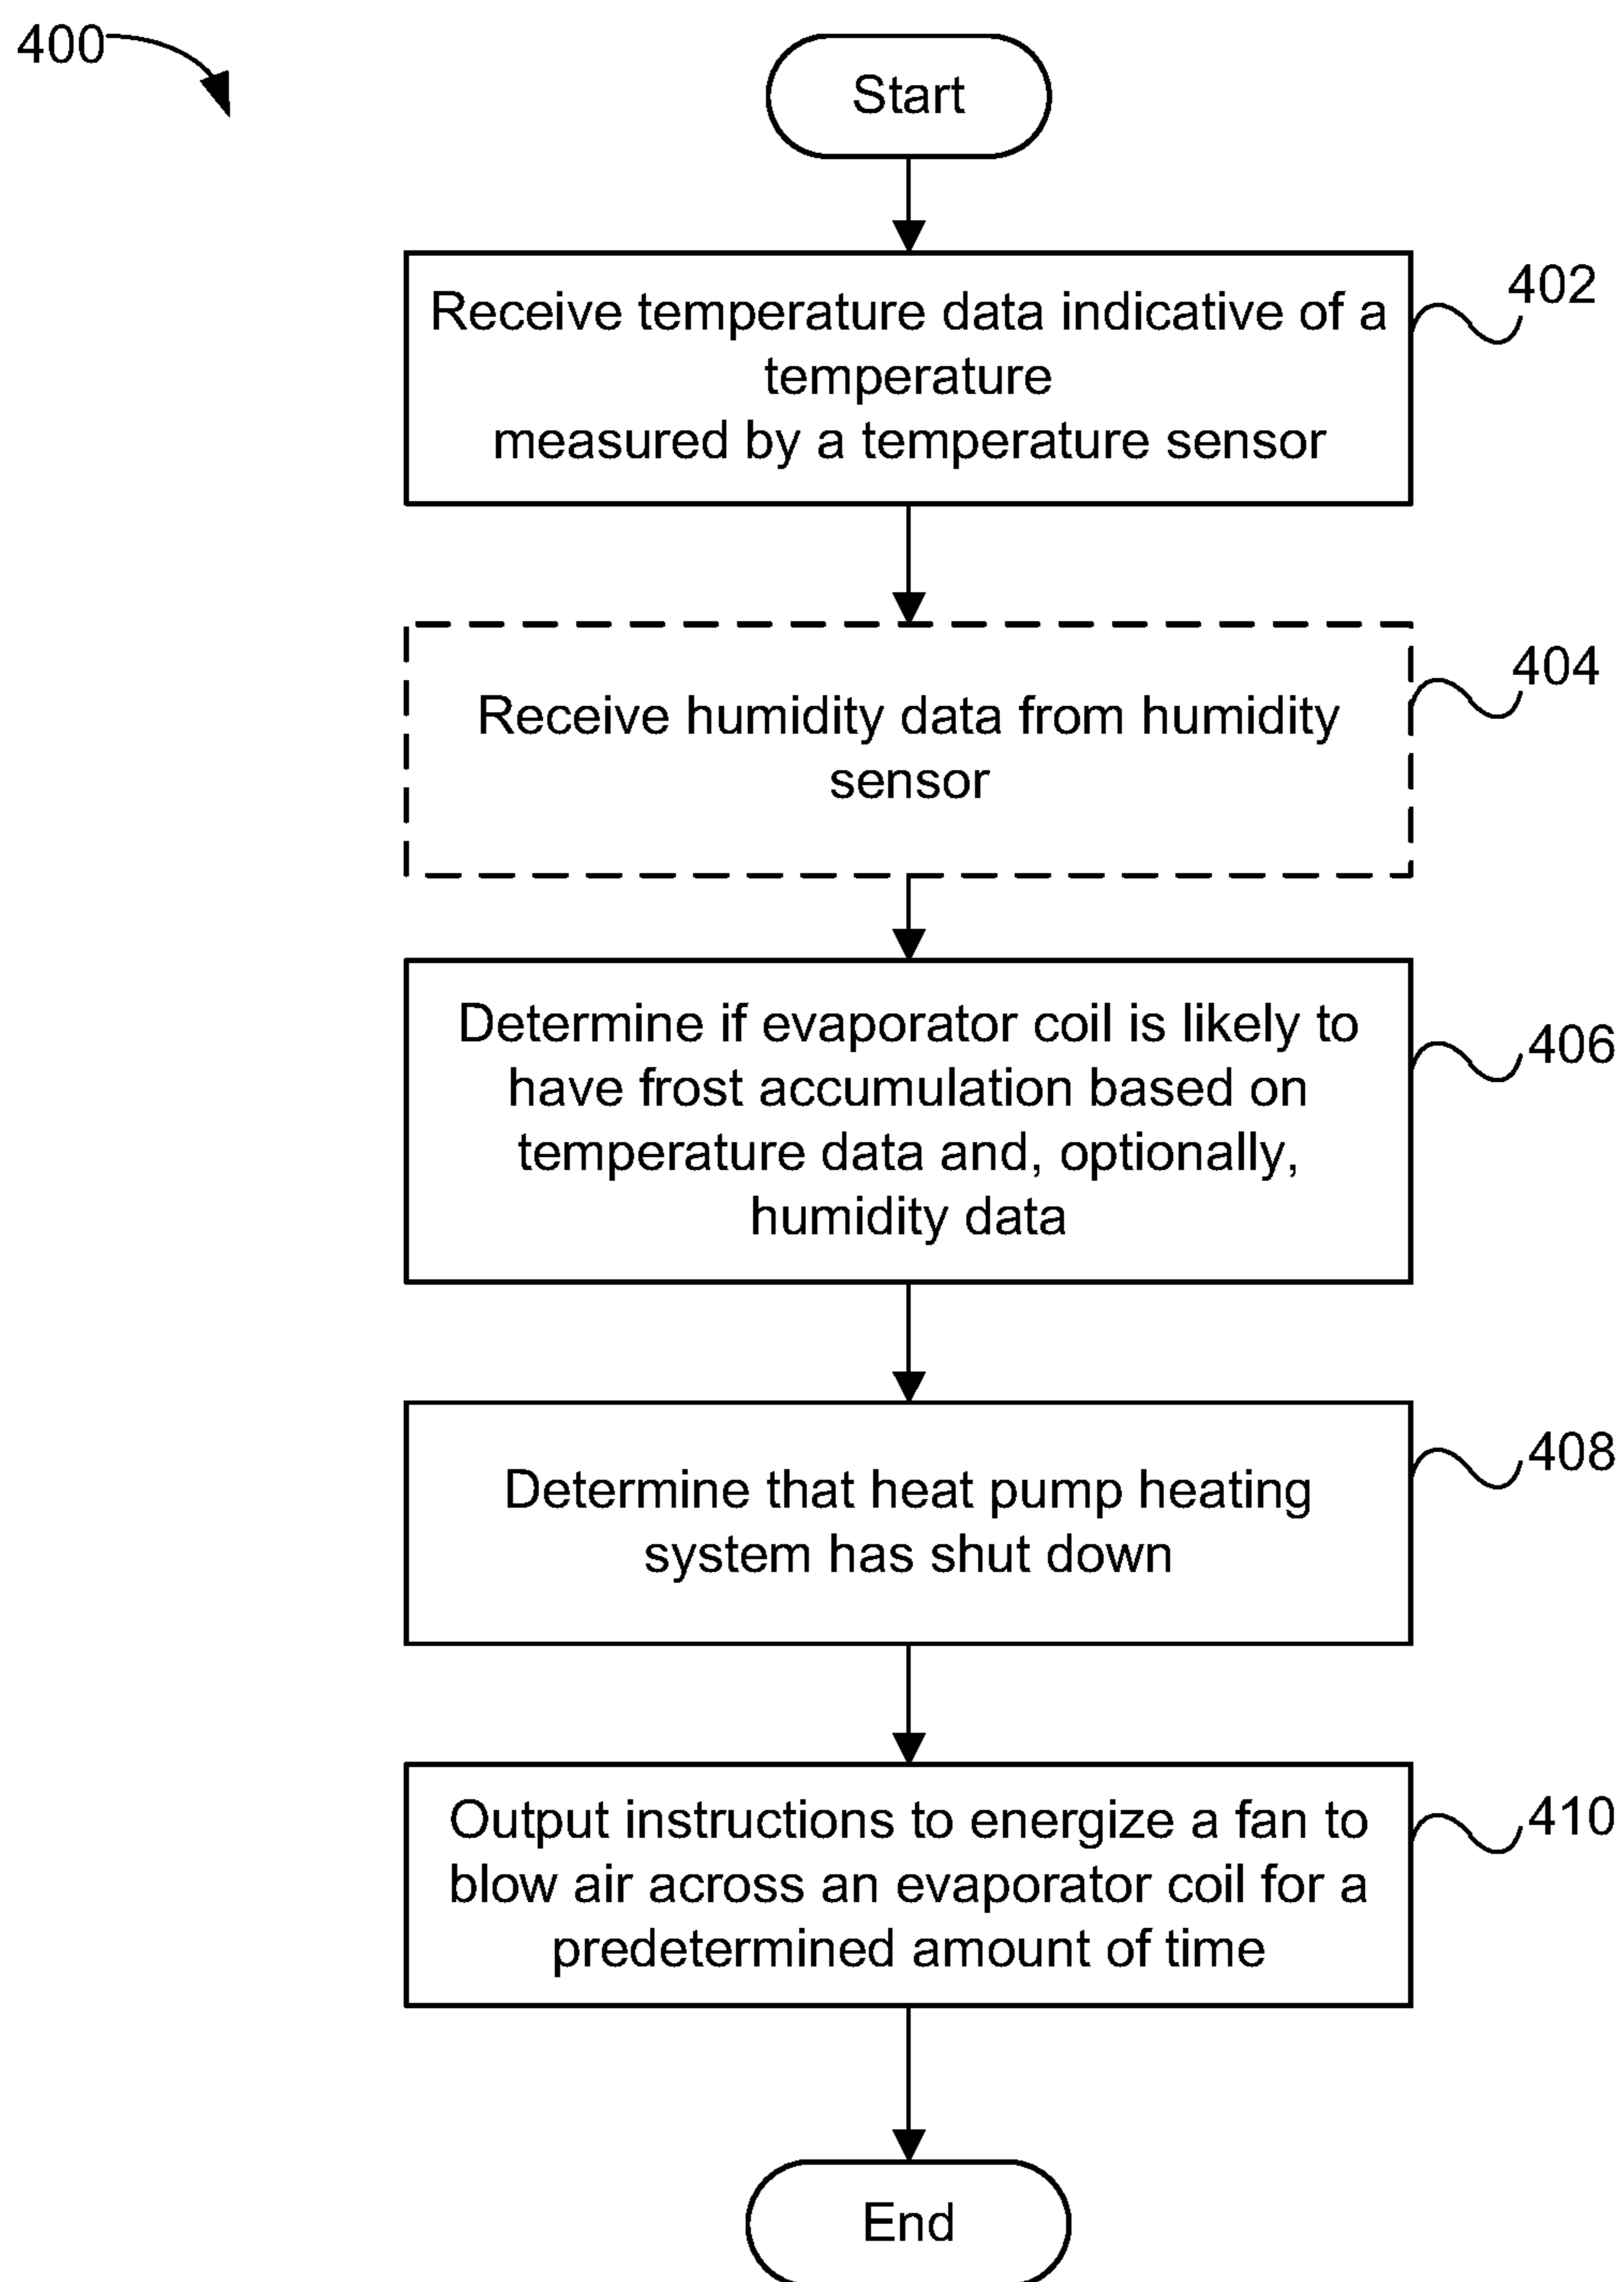 400
Start
Receive temperature data indicative of a
temperature
measured by a temperature sensor
402
Receive humidity data from humidity
sensor
404
Determine if evaporator coil is likely to
have frost accumulation based on
temperature data and, optionally,
humidity data
406
Determine that heat pump heating
system has shut down
408
Output instructions to energize a fan to
blow air across an evaporator coil for a
predetermined amount of time
410
End